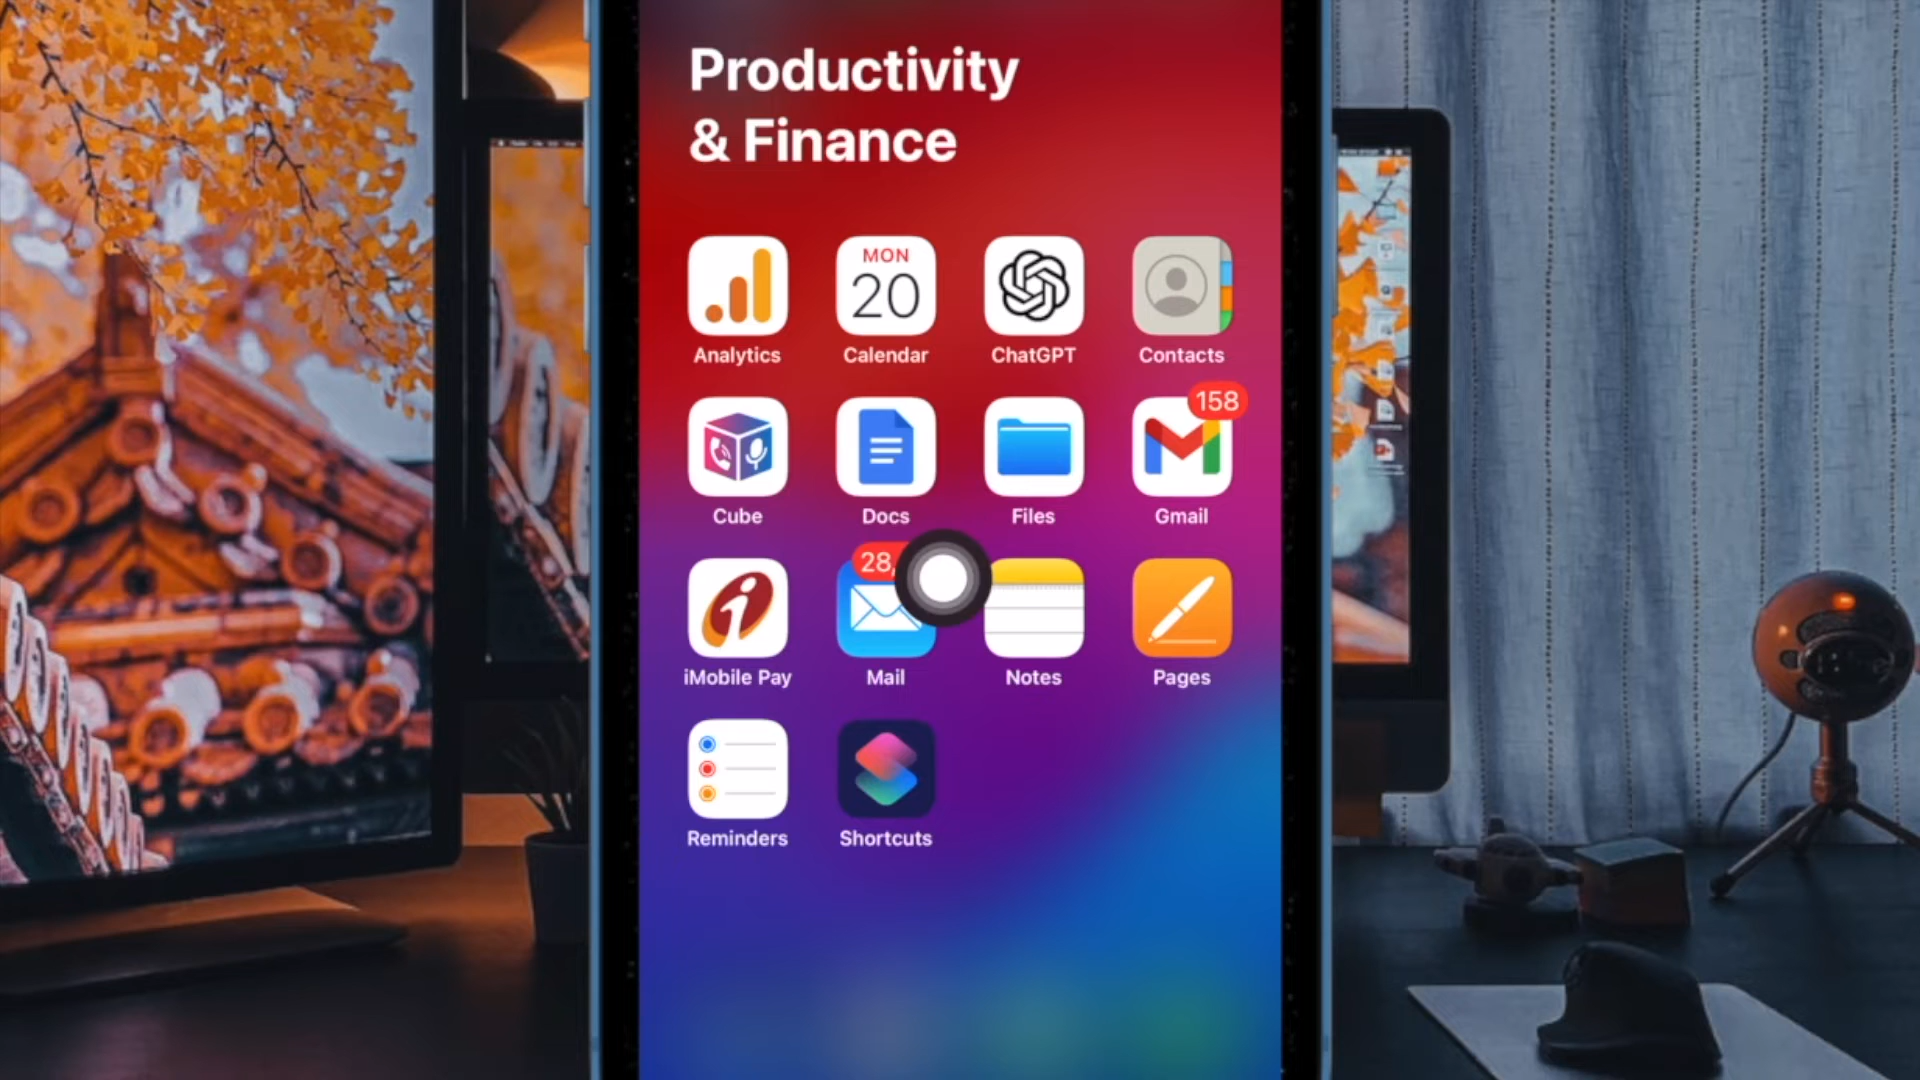 Productivity
& Finance
MON
20
Analytics
Calendar
ChatGPT
Contacts
158
Cube
Docs
Files
Gmail
28,
iMobile Pay
Mail
Notes
Pages
Reminders
Shortcuts